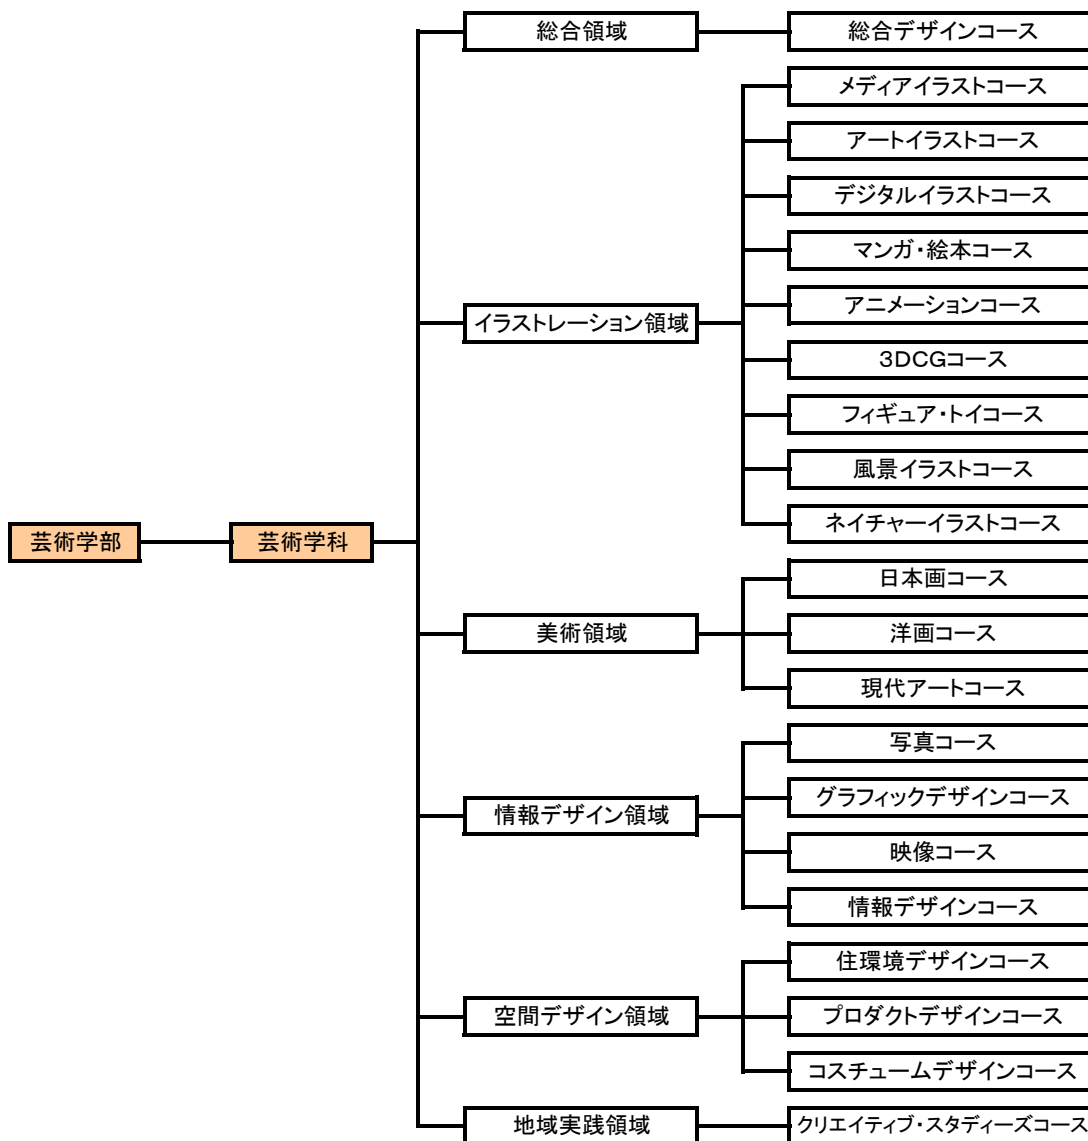 芸術学部
芸術学科
総合領域
総合デザインコース
イラストレーション領域
メディアイラストコース
アートイラストコース
デジタルイラストコース
マンガ・絵本コース
アニメーションコース
3DCGコース
フィギュア・トイコース
風景イラストコース
ネイチャーイラストコース
美術領域
日本画コース
洋画コース
現代アートコース
情報デザイン領域
写真コース
グラフィックデザインコース
映像コース
情報デザインコース
空間デザイン領域
住環境デザインコース
プロダクトデザインコース
コスチュームデザインコース
地域実践領域
クリエイティブ・スタディーズコース